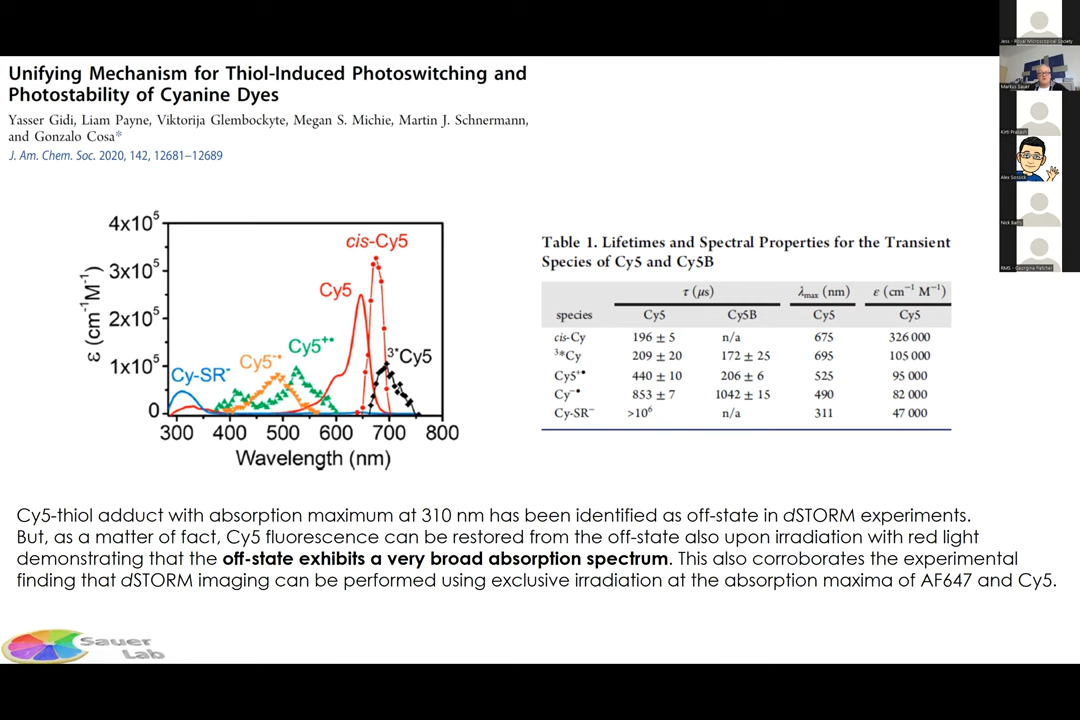 Unifying Mechanism for Thiol-Induced Photoswitching and
Photostability of Cyanine Dyes
Yasser Gidi, Liam Payne, Viktorija Glembockyte, Megan S. Michie, Martin J. Schnermann,
and Gonzalo Cosa*
J. Am. Chem. Soc. 2020, 142, 12681−12689
4x10⁵
3x10⁵
2x10⁵
1x10⁵
0
ε (cm⁻¹M⁻¹)
cis-Cy5
Cy5
Cy5⁺•
³*Cy5
Cy5⁻•
Cy-SR⁻
300 400 500 600 700 800
Wavelength (nm)
Table 1. Lifetimes and Spectral Properties for the Transient
Species of Cy5 and Cy5B
τ (μs) λmax (nm) ε (cm⁻¹ M⁻¹)
species Cy5 Cy5B Cy5 Cy5
cis-Cy 196 ± 5 n/a 675 326 000
³*Cy 209 ± 20 172 ± 25 695 105 000
Cy5⁺• 440 ± 10 206 ± 6 525 95 000
Cy⁻• 853 ± 7 1042 ± 15 490 82 000
Cy-SR⁻ >10⁶ n/a 311 47 000
Cy5-thiol adduct with absorption maximum at 310 nm has been identified as off-state in dSTORM experiments.
But, as a matter of fact, Cy5 fluorescence can be restored from the off-state also upon irradiation with red light
demonstrating that the off-state exhibits a very broad absorption spectrum. This also corroborates the experimental
finding that dSTORM imaging can be performed using exclusive irradiation at the absorption maxima of AF647 and Cy5.
Sauer
Lab
Jess - Royal Microscopical Society
Markus Sauer
Kirti Prakash
Alex Sossick
Nick Barry
RMS - Georgina Fletcher